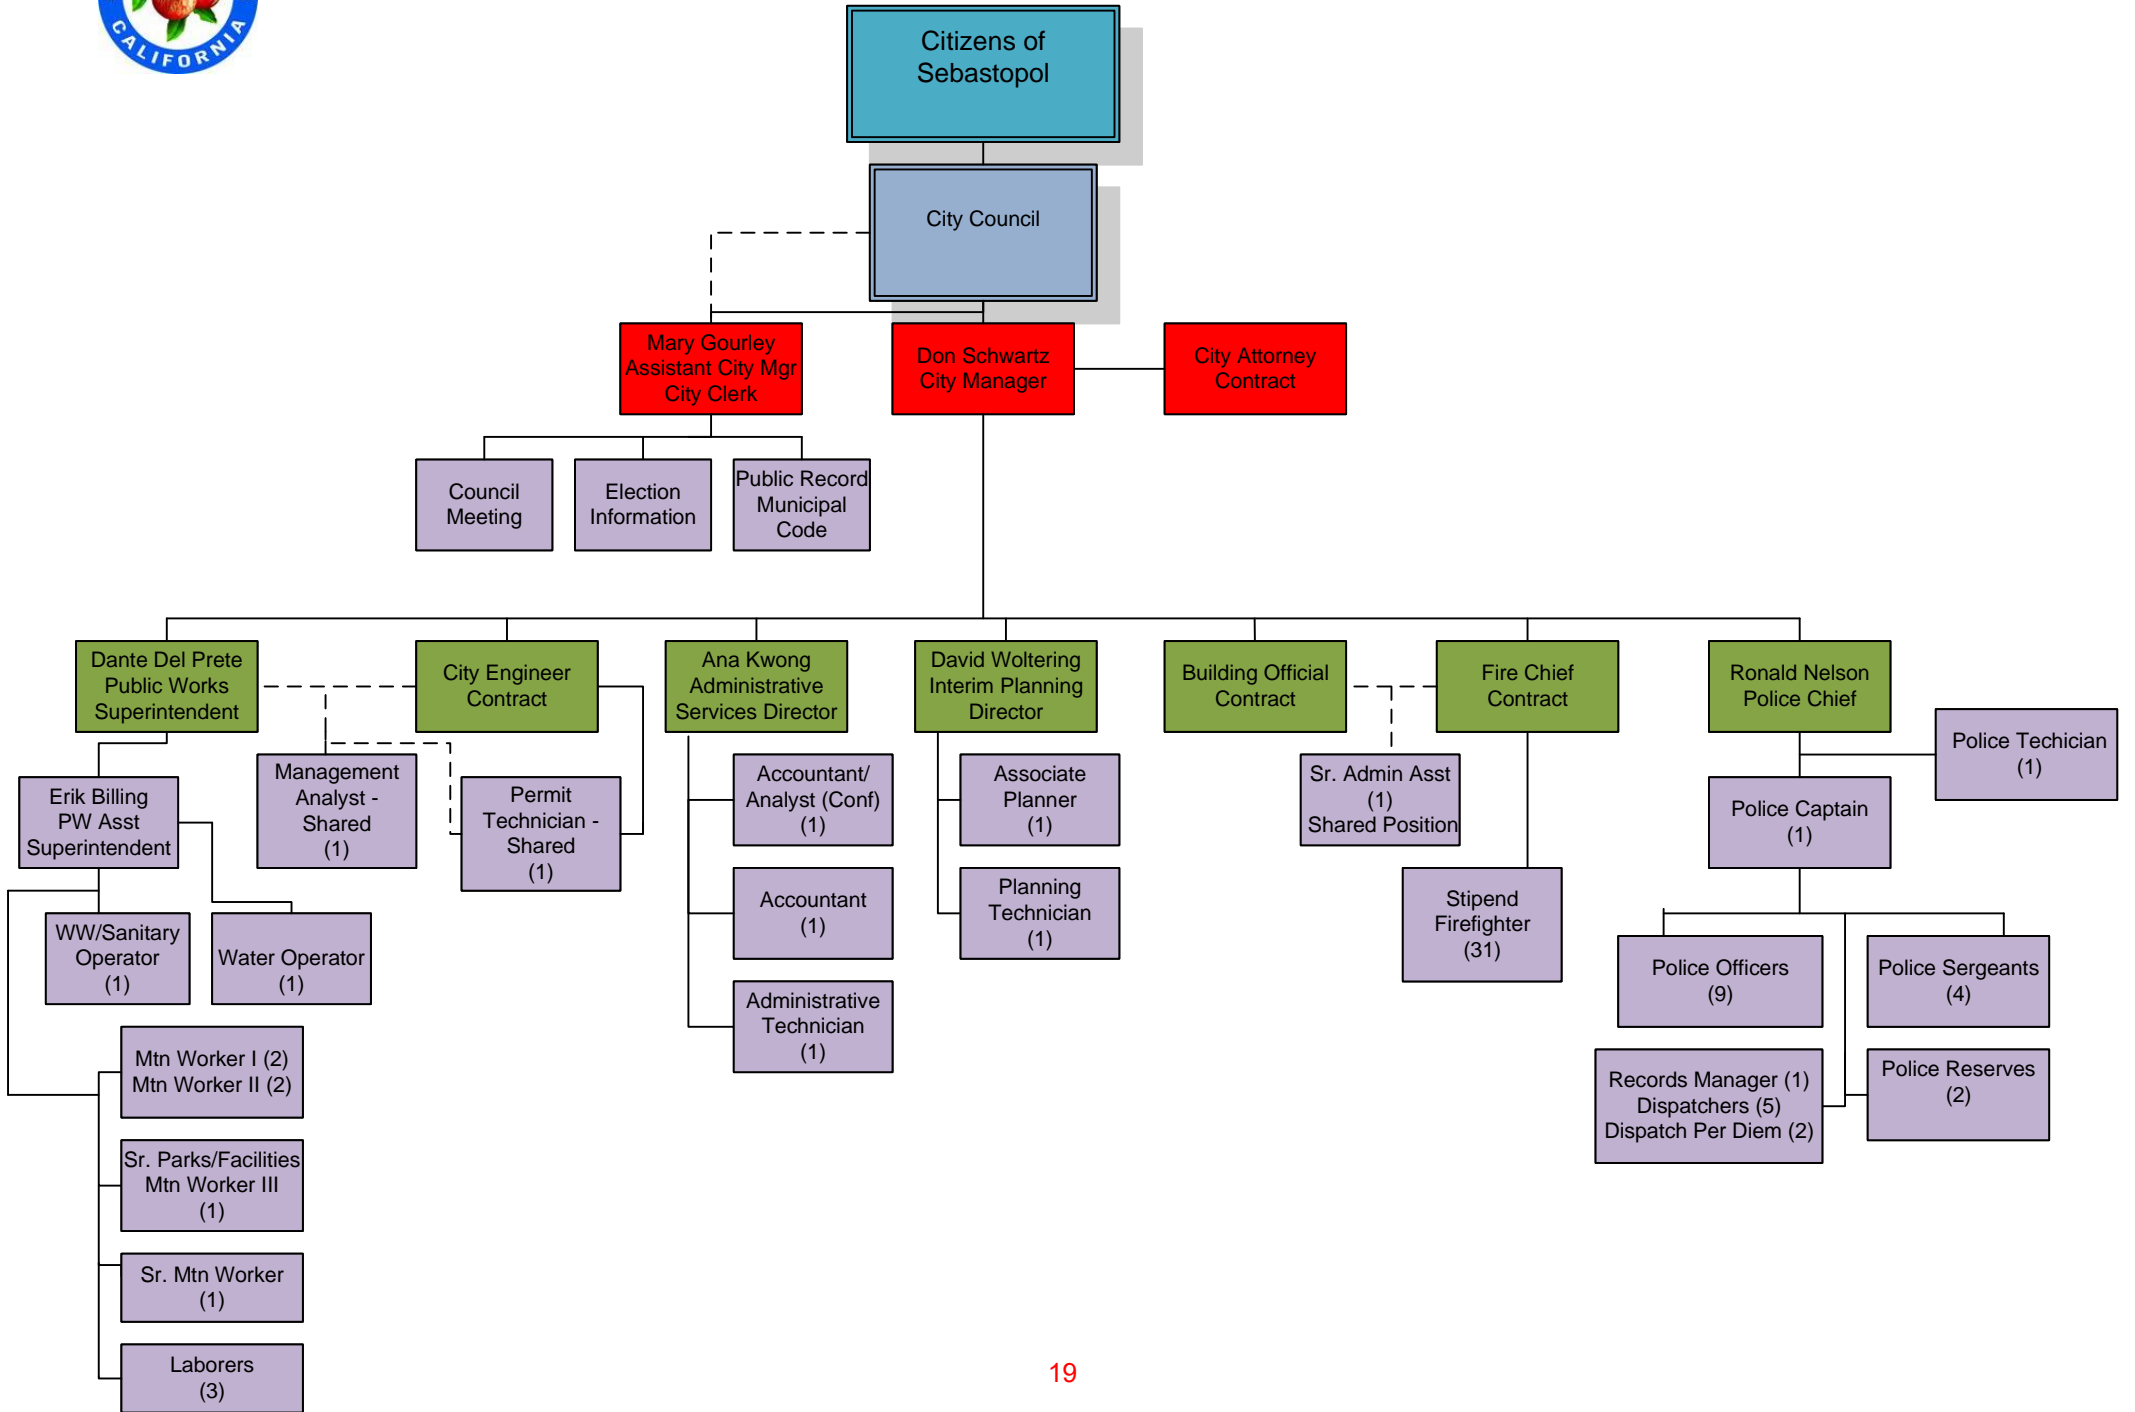 CALIFORNIA
Citizens of
Sebastopol
City Council
Mary Gourley
Assistant City Mgr
City Clerk
Don Schwartz
City Manager
City Attorney
Contract
Council
Meeting
Election
Information
Public Record
Municipal
Code
Dante Del Prete
Public Works
Superintendent
City Engineer
Contract
Ana Kwong
Administrative
Services Director
David Woltering
Interim Planning
Director
Building Official
Contract
Fire Chief
Contract
Ronald Nelson
Police Chief
Police Techician
(1)
Erik Billing
PW Asst
Superintendent
Management
Analyst -
Shared
(1)
Permit
Technician -
Shared
(1)
Accountant/
Analyst (Conf)
(1)
Associate
Planner
(1)
Sr. Admin Asst
(1)
Shared Position
Police Captain
(1)
WW/Sanitary
Operator
(1)
Water Operator
(1)
Accountant
(1)
Planning
Technician
(1)
Stipend
Firefighter
(31)
Police Officers
(9)
Police Sergeants
(4)
Administrative
Technician
(1)
Mtn Worker I (2)
Mtn Worker II (2)
Records Manager (1)
Dispatchers (5)
Dispatch Per Diem (2)
Police Reserves
(2)
Sr. Parks/Facilities
Mtn Worker III
(1)
Sr. Mtn Worker
(1)
Laborers
(3)
19